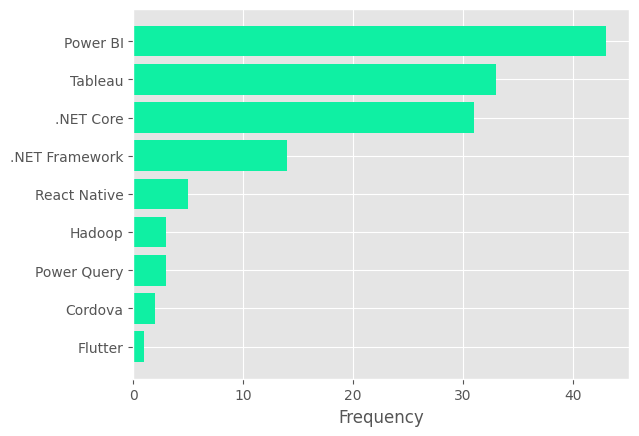 Power BI
Tableau
.NET Core
.NET Framework
React Native
Hadoop
Power Query
Cordova
Flutter
0 10 20 30 40
Frequency